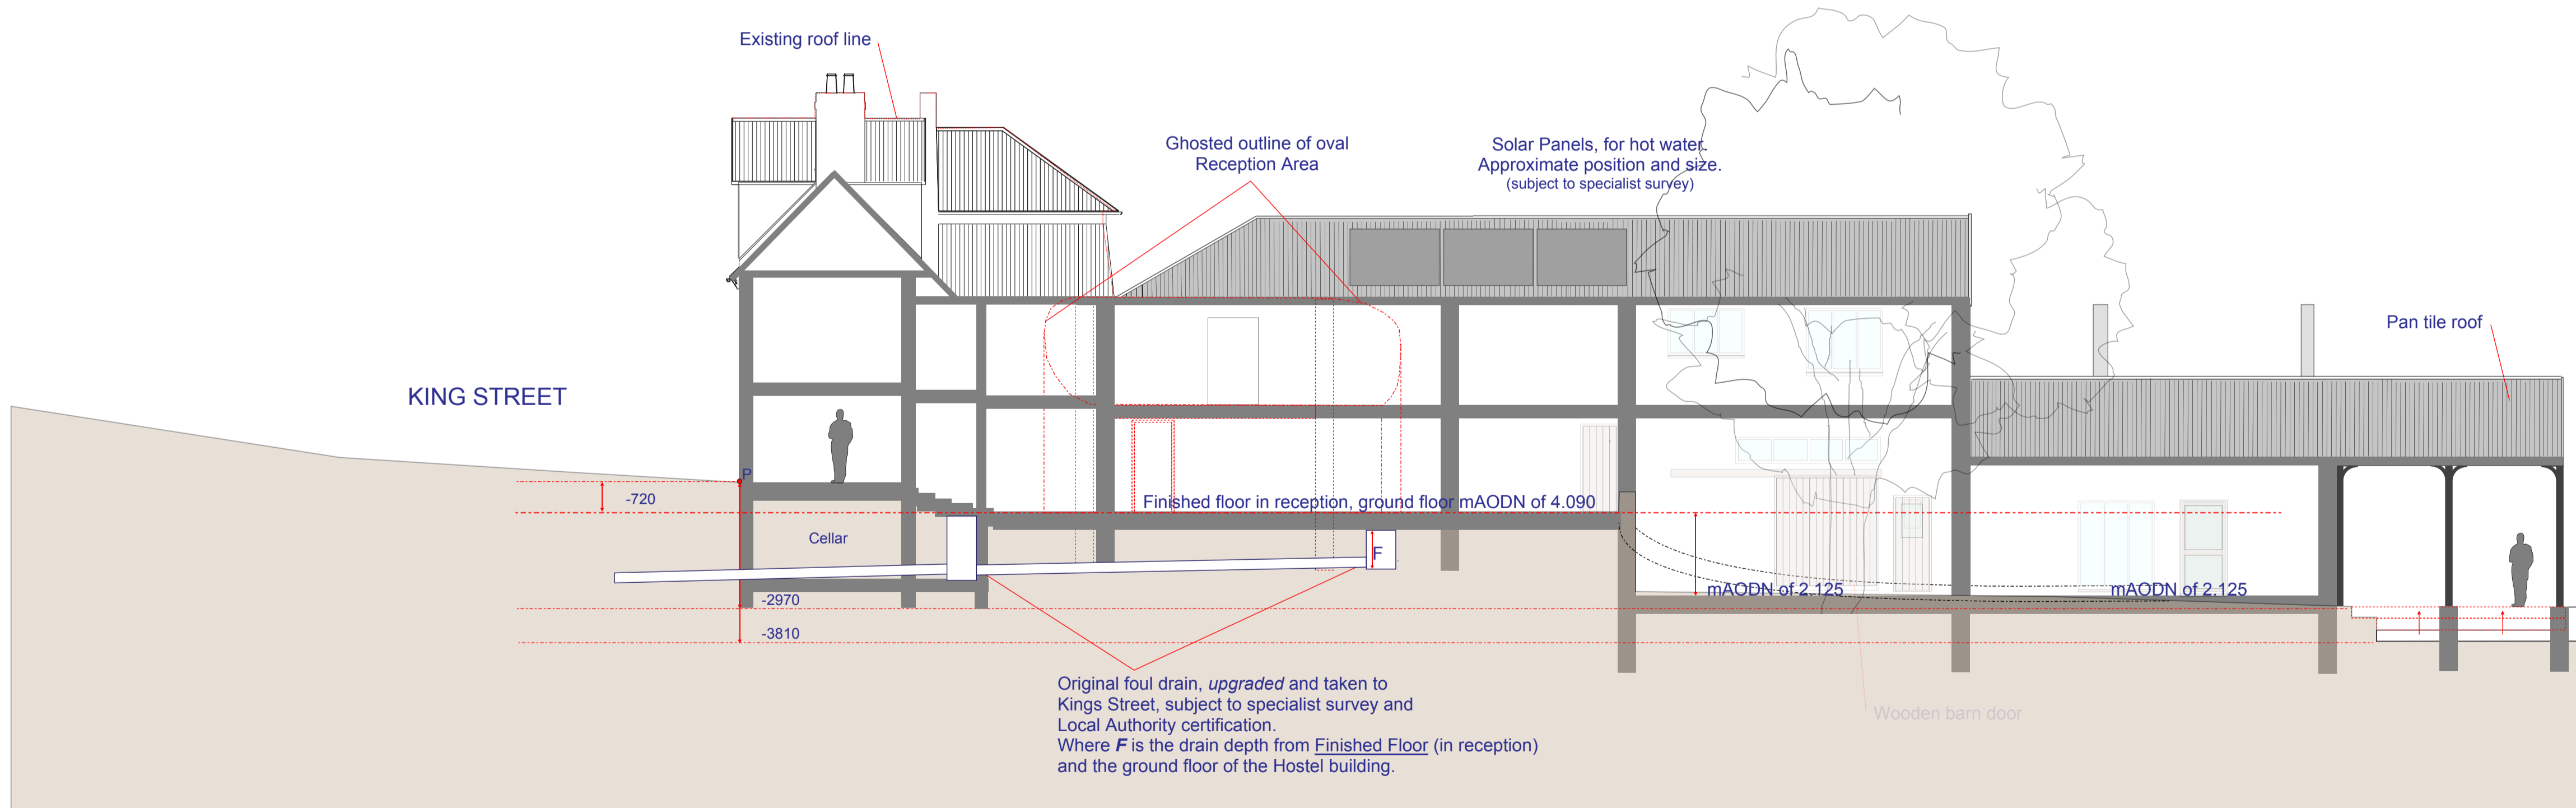 Existing roof line
Ghosted outline of oval
Reception Area
Solar Panels, for hot water.
Approximate position and size.
(subject to specialist survey)
Pan tile roof
KING STREET
P
-720
Finished floor in reception, ground floor mAODN of 4.090
Cellar
F
mAODN of 2.125
mAODN of 2.125
-2970
-3810
Original foul drain, upgraded and taken to
Kings Street, subject to specialist survey and
Local Authority certification.
Where F is the drain depth from Finished Floor (in reception)
and the ground floor of the Hostel building.
Wooden barn door